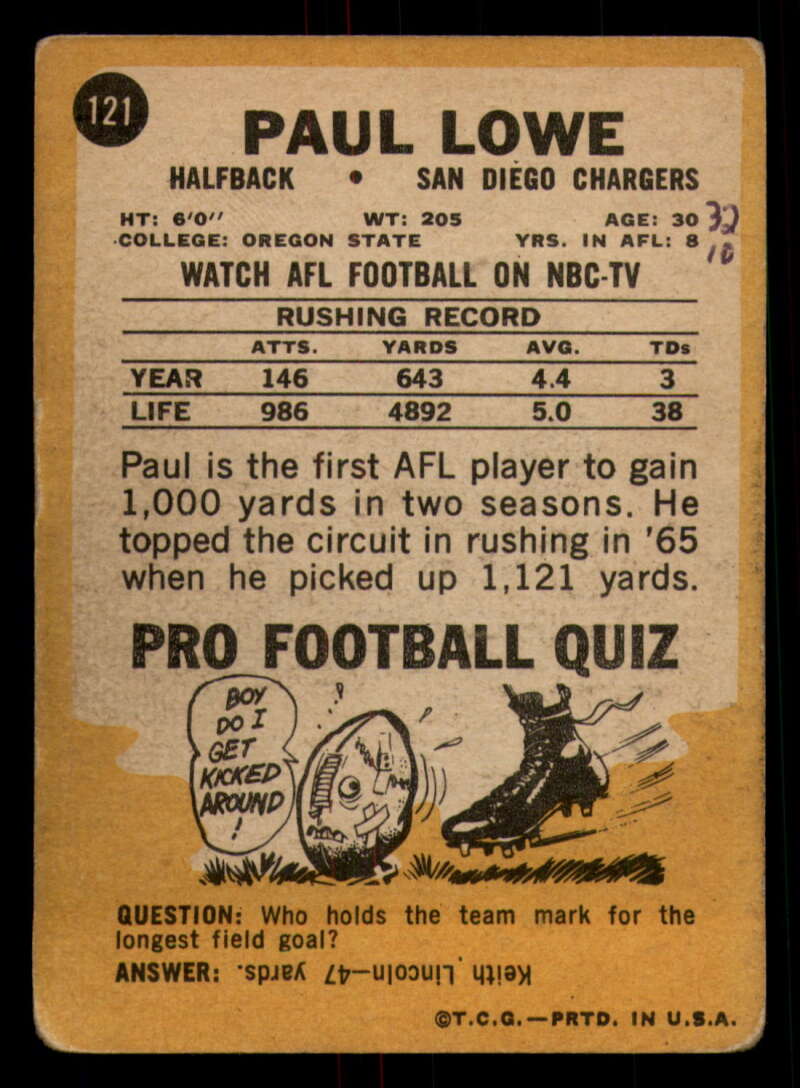 121
PAUL LOWE
HALFBACK • SAN DIEGO CHARGERS
HT: 6'0" WT: 205 AGE: 30 32
COLLEGE: OREGON STATE YRS. IN AFL: 8 10
WATCH AFL FOOTBALL ON NBC-TV
RUSHING RECORD
ATTS. YARDS AVG. TDs
YEAR 146 643 4.4 3
LIFE 986 4892 5.0 38
Paul is the first AFL player to gain
1,000 yards in two seasons. He
topped the circuit in rushing in '65
when he picked up 1,121 yards.
PRO FOOTBALL QUIZ
BOY
DO I
GET
KICKED
AROUND
!
QUESTION: Who holds the team mark for the
longest field goal?
ANSWER: Keith Lincoln—47 yards.
©T.C.G.—PRTD. IN U.S.A.